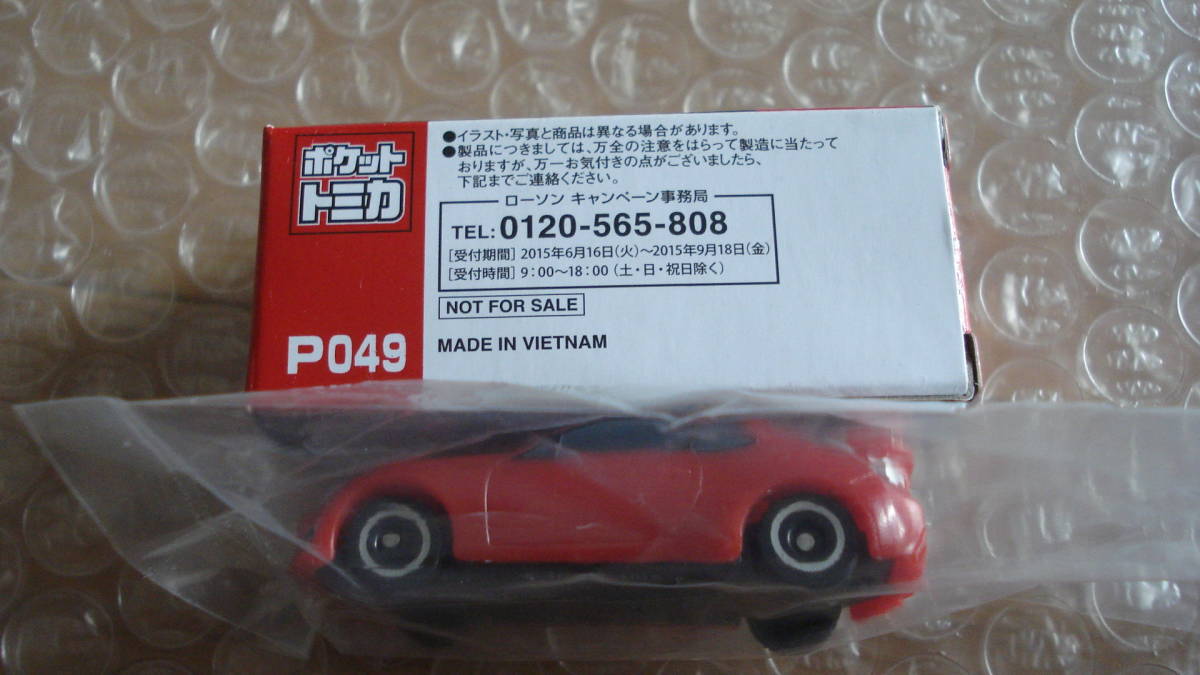 ポケット
トミカ
P049
●イラスト・写真と商品は異なる場合があります。
●製品につきましては、万全の注意をはらって製造に当たって
おりますが、万一お気付きの点がございましたら、
下記までご連絡ください。
ローソン キャンペーン事務局
TEL: 0120-565-808
[受付期間] 2015年6月16日(火)〜2015年9月18日(金)
[受付時間] 9:00〜18:00 (土・日・祝日除く)
NOT FOR SALE
MADE IN VIETNAM